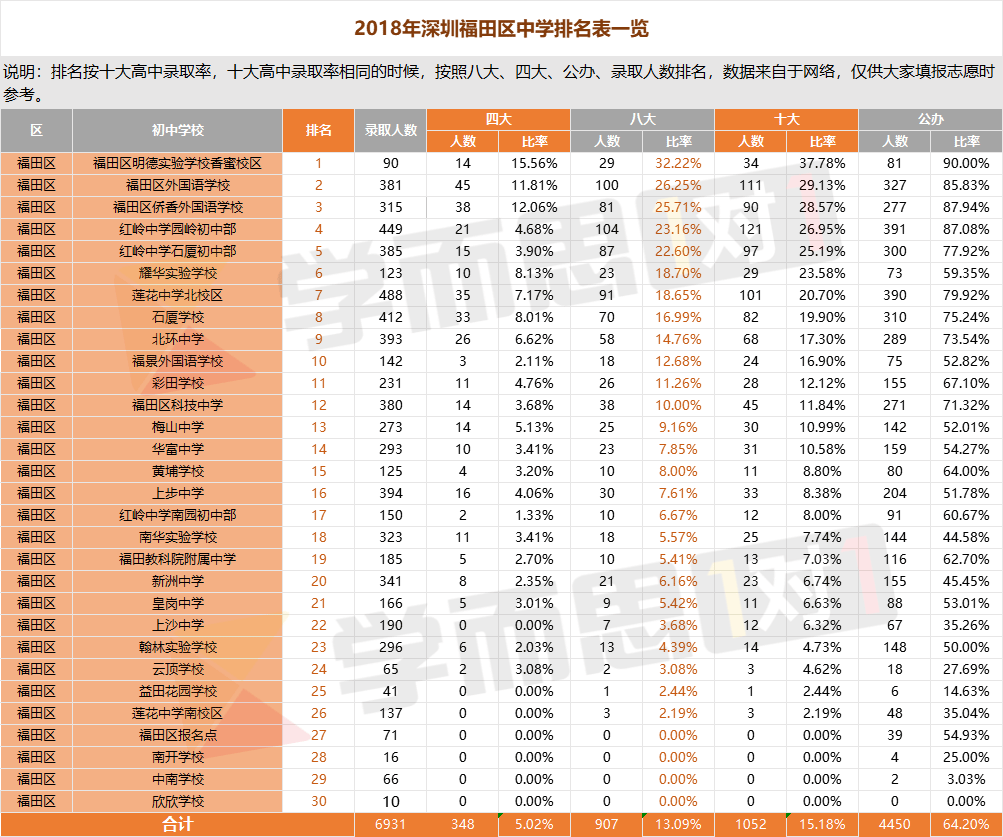 2018年深圳福田区中学排名表一览
说明：排名按十大高中录取率，十大高中录取率相同的时候，按照八大、四大、公办、录取人数排名，数据来自于网络，仅供大家填报志愿时
参考。
区 初中学校 排名 录取人数 四大 八大 十大 公办
人数 比率 人数 比率 人数 比率 人数 比率
福田区 福田区明德实验学校香蜜校区 1 90 14 15.56% 29 32.22% 34 37.78% 81 90.00%
福田区 福田区外国语学校 2 381 45 11.81% 100 26.25% 111 29.13% 327 85.83%
福田区 福田区侨香外国语学校 3 315 38 12.06% 81 25.71% 90 28.57% 277 87.94%
福田区 红岭中学园岭初中部 4 449 21 4.68% 104 23.16% 121 26.95% 391 87.08%
福田区 红岭中学石厦初中部 5 385 15 3.90% 87 22.60% 97 25.19% 300 77.92%
福田区 耀华实验学校 6 123 10 8.13% 23 18.70% 29 23.58% 73 59.35%
福田区 莲花中学北校区 7 488 35 7.17% 91 18.65% 101 20.70% 390 79.92%
福田区 石厦学校 8 412 33 8.01% 70 16.99% 82 19.90% 310 75.24%
福田区 北环中学 9 393 26 6.62% 58 14.76% 68 17.30% 289 73.54%
福田区 福景外国语学校 10 142 3 2.11% 18 12.68% 24 16.90% 75 52.82%
福田区 彩田学校 11 231 11 4.76% 26 11.26% 28 12.12% 155 67.10%
福田区 福田区科技中学 12 380 14 3.68% 38 10.00% 45 11.84% 271 71.32%
福田区 梅山中学 13 273 14 5.13% 25 9.16% 30 10.99% 142 52.01%
福田区 华富中学 14 293 10 3.41% 23 7.85% 31 10.58% 159 54.27%
福田区 黄埔学校 15 125 4 3.20% 10 8.00% 11 8.80% 80 64.00%
福田区 上步中学 16 394 16 4.06% 30 7.61% 33 8.38% 204 51.78%
福田区 红岭中学南园初中部 17 150 2 1.33% 10 6.67% 12 8.00% 91 60.67%
福田区 南华实验学校 18 323 11 3.41% 18 5.57% 25 7.74% 144 44.58%
福田区 福田教科院附属中学 19 185 5 2.70% 10 5.41% 13 7.03% 116 62.70%
福田区 新洲中学 20 341 8 2.35% 21 6.16% 23 6.74% 155 45.45%
福田区 皇岗中学 21 166 5 3.01% 9 5.42% 11 6.63% 88 53.01%
福田区 上沙中学 22 190 0 0.00% 7 3.68% 12 6.32% 67 35.26%
福田区 翰林实验学校 23 296 6 2.03% 13 4.39% 14 4.73% 148 50.00%
福田区 云顶学校 24 65 2 3.08% 2 3.08% 3 4.62% 18 27.69%
福田区 益田花园学校 25 41 0 0.00% 1 2.44% 1 2.44% 6 14.63%
福田区 莲花中学南校区 26 137 0 0.00% 3 2.19% 3 2.19% 48 35.04%
福田区 福田区报名点 27 71 0 0.00% 0 0.00% 0 0.00% 39 54.93%
福田区 南开学校 28 16 0 0.00% 0 0.00% 0 0.00% 4 25.00%
福田区 中南学校 29 66 0 0.00% 0 0.00% 0 0.00% 2 3.03%
福田区 欣欣学校 30 10 0 0.00% 0 0.00% 0 0.00% 0 0.00%
合计 6931 348 5.02% 907 13.09% 1052 15.18% 4450 64.20%
学而思1对1
学而思1对1